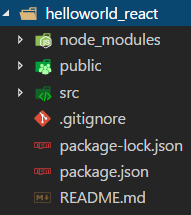 helloworld_react
node_modules
public
src
.gitignore
package-lock.json
package.json
README.md